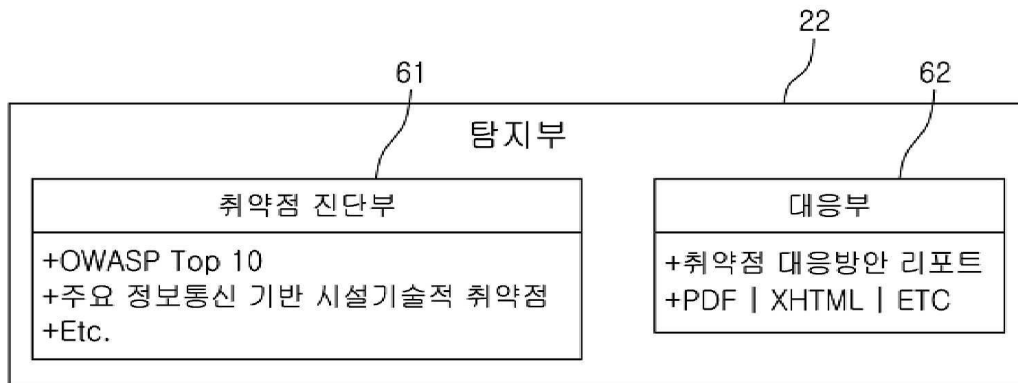 22
61
62
탐지부
취약점 진단부
+OWASP Top 10
+주요 정보통신 기반 시설기술적 취약점
+Etc.
대응부
+취약점 대응방안 리포트
+PDF | XHTML | ETC